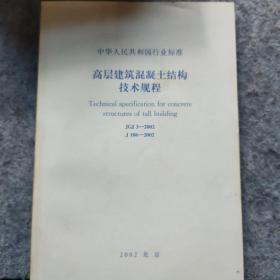 中华人民共和国行业标准
高层建筑混凝土结构
技术规程
Technical specification for concrete
structures of tall building
JGJ 3—2002
J 186—2002
2002 北京